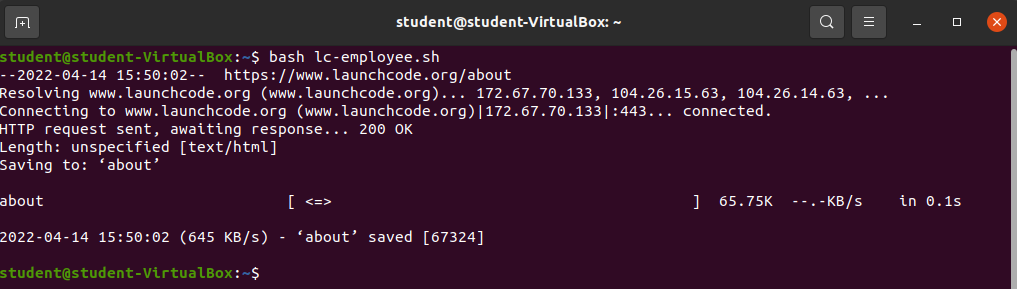 student@student-VirtualBox: ~
student@student-VirtualBox:~$ bash lc-employee.sh
--2022-04-14 15:50:02--  https://www.launchcode.org/about
Resolving www.launchcode.org (www.launchcode.org)... 172.67.70.133, 104.26.15.63, 104.26.14.63, ...
Connecting to www.launchcode.org (www.launchcode.org)|172.67.70.133|:443... connected.
HTTP request sent, awaiting response... 200 OK
Length: unspecified [text/html]
Saving to: ‘about’
about                             [ <=>                                        ]  65.75K  --.-KB/s    in 0.1s
2022-04-14 15:50:02 (645 KB/s) - ‘about’ saved [67324]
student@student-VirtualBox:~$